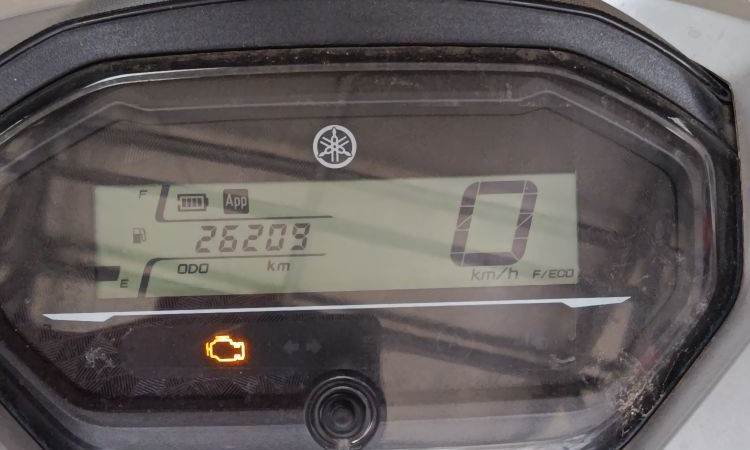 F
App
26209
0
ODO km
km/h F/ECO
E